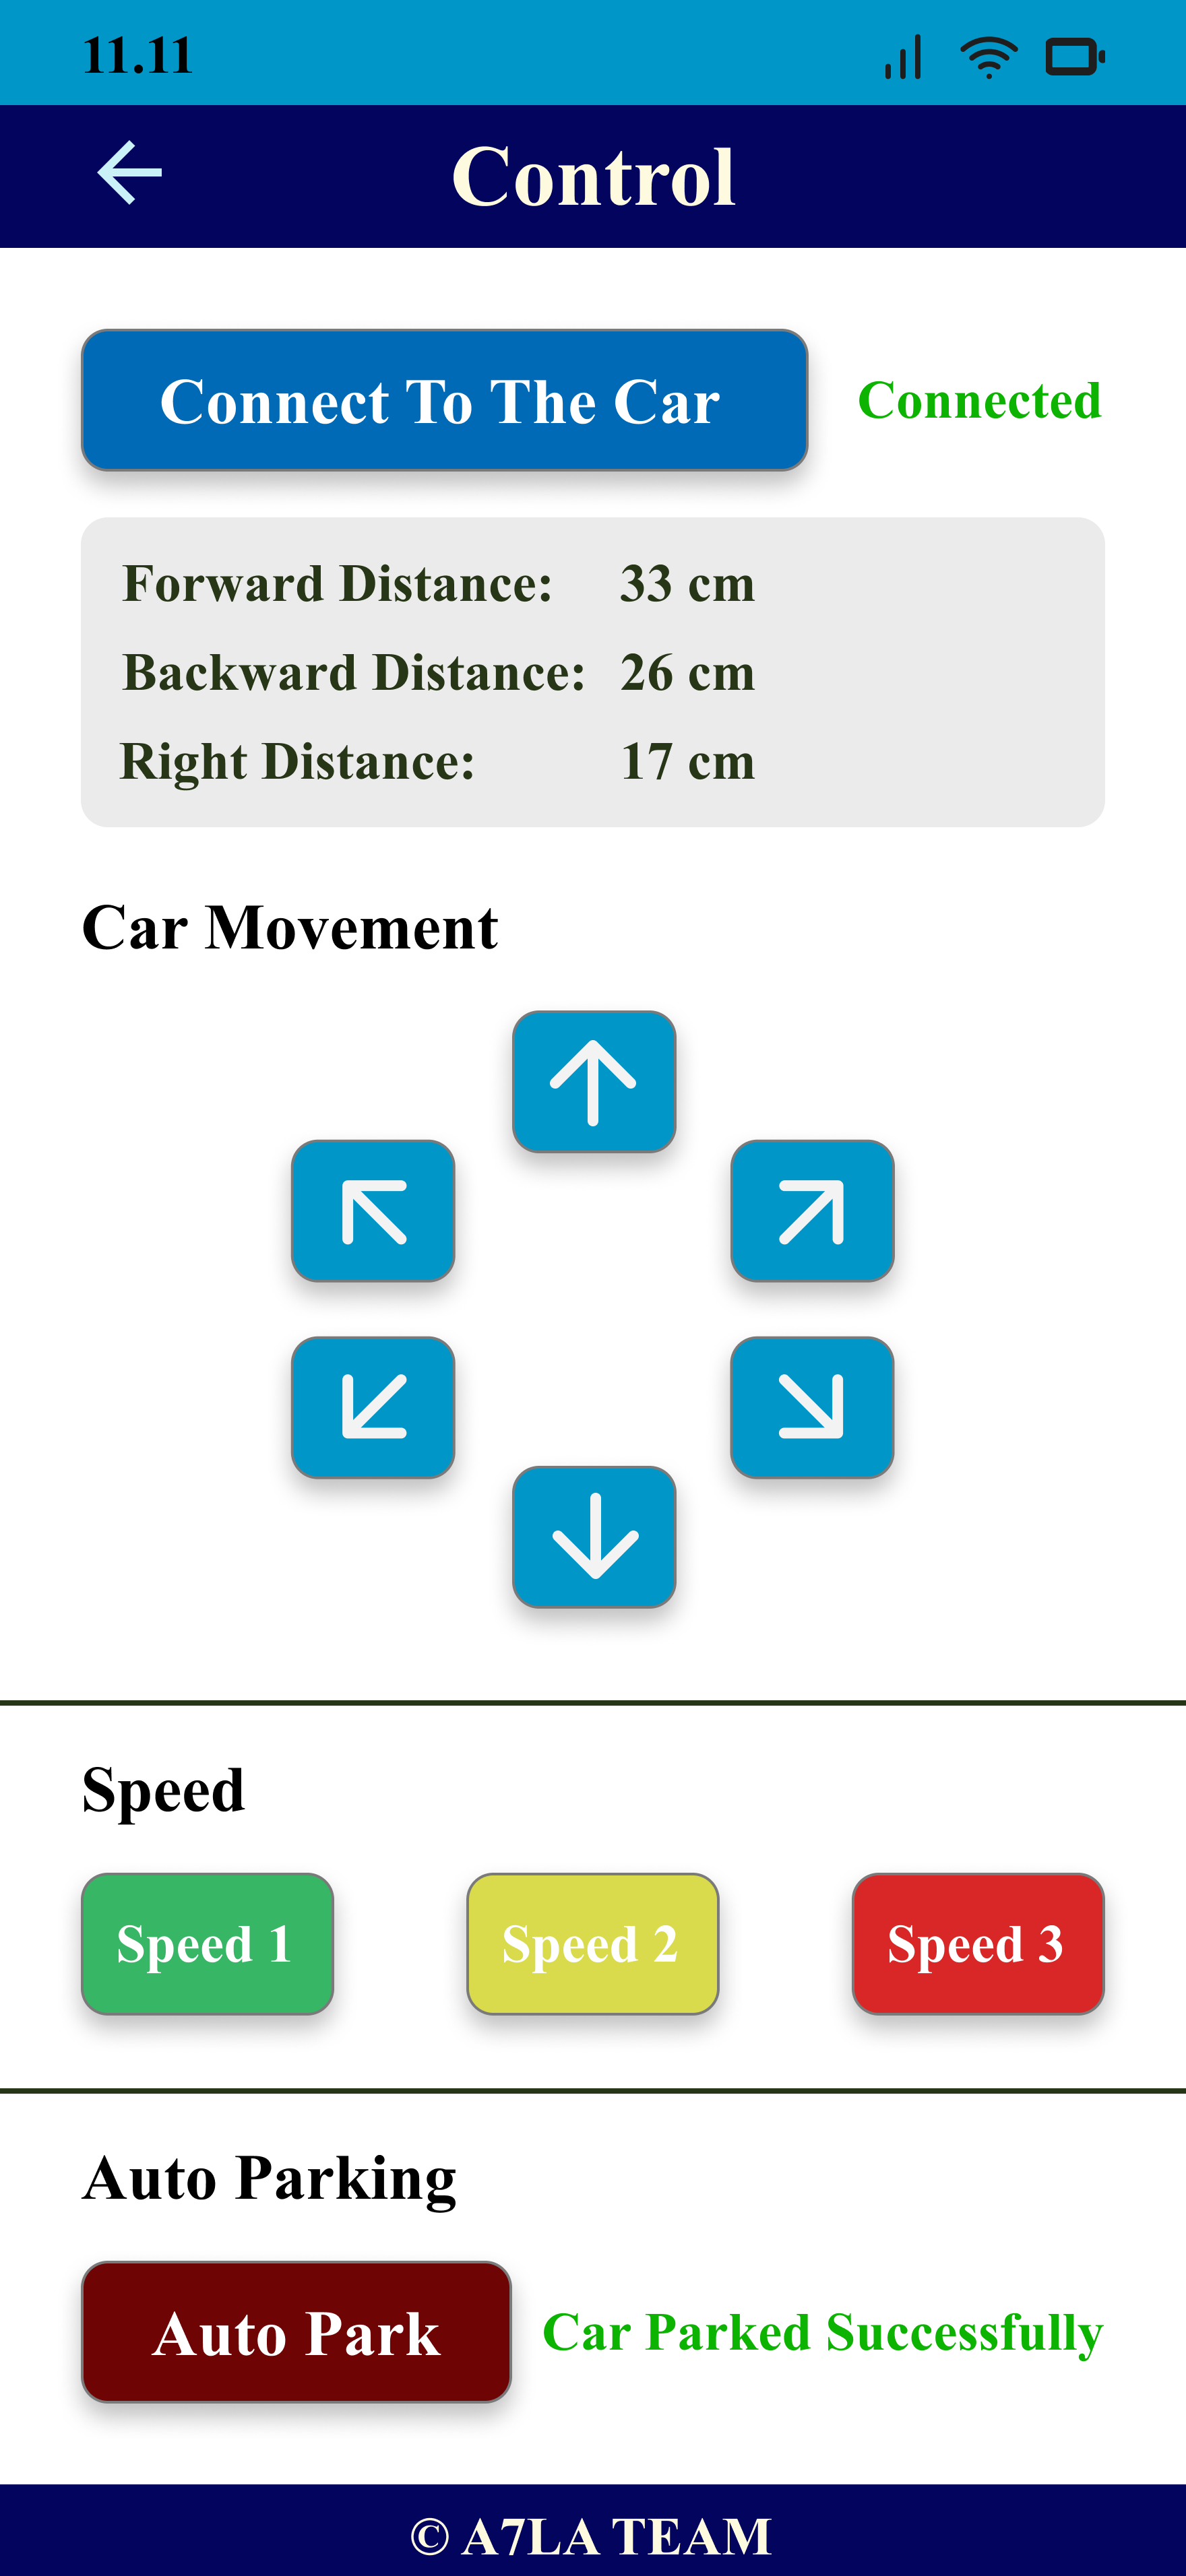 11.11
Control
Connect To The Car
Connected
Forward Distance: 33 cm
Backward Distance: 26 cm
Right Distance: 17 cm
Car Movement
Speed
Speed 1
Speed 2
Speed 3
Auto Parking
Auto Park
Car Parked Successfully
© A7LA TEAM